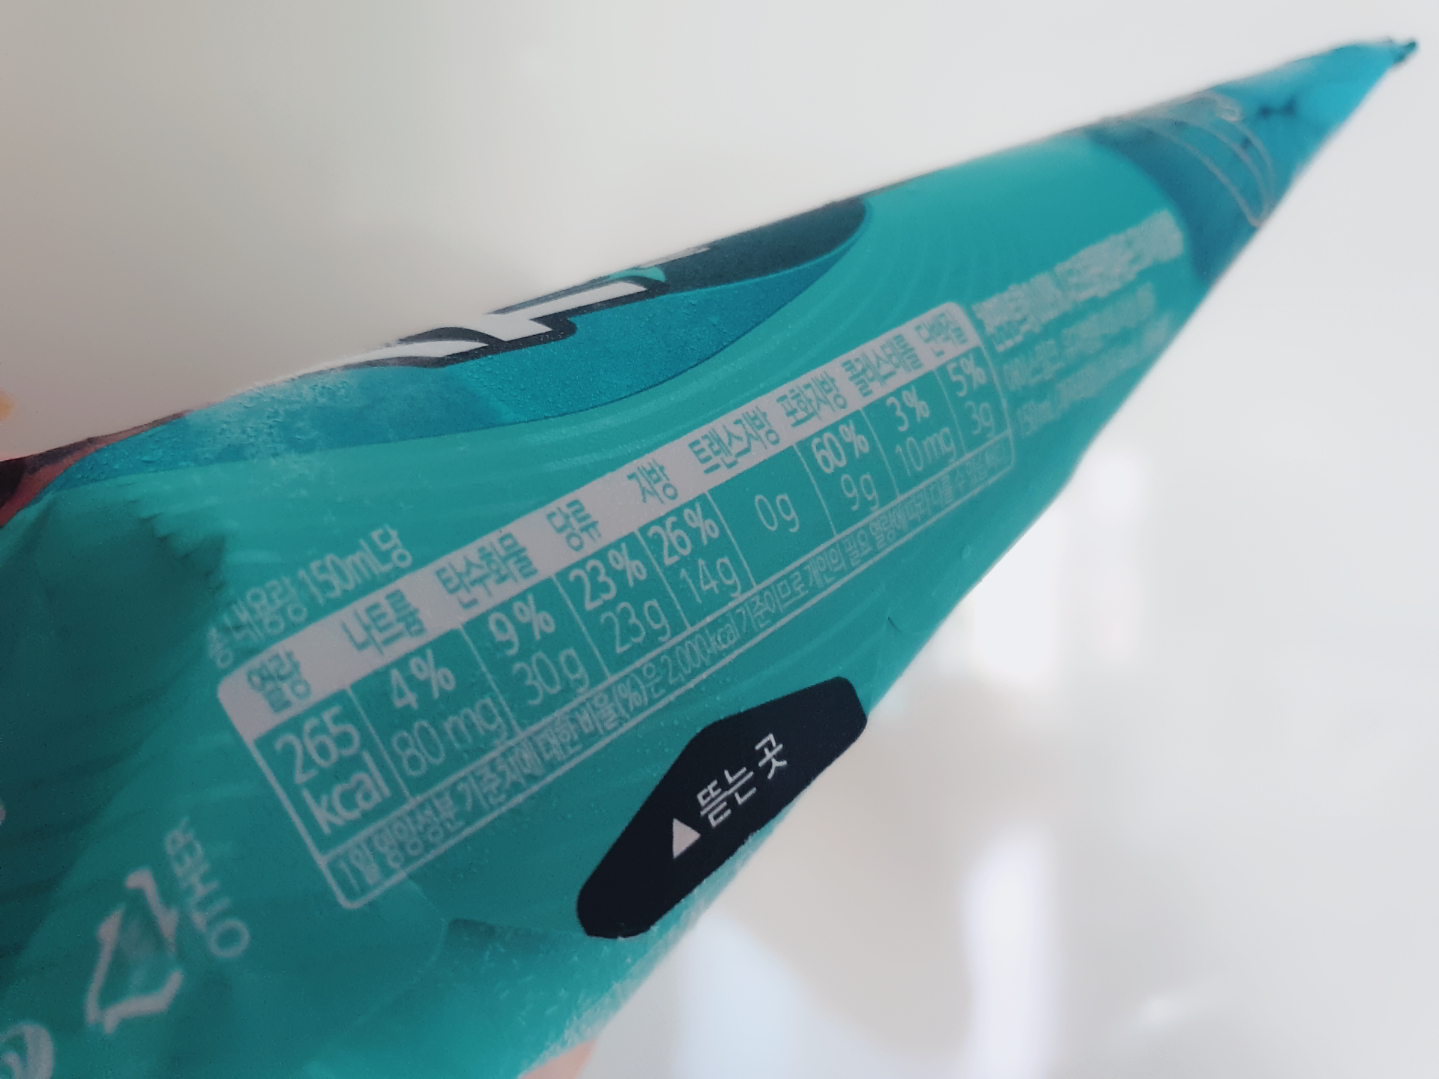 총 내용량 150mL당
열량 나트륨 탄수화물 당류 지방 트랜스지방 포화지방 콜레스테롤 단백질
4% 9% 23% 26% 60% 3% 5%
265 kcal 80mg 30g 23g 14g 0g 9g 10mg 3g
1일 영양성분 기준치에 대한 비율(%)은 2,000kcal 기준이므로 개인의 필요 열량에 따라 다를 수
▲뜯는 곳
OTHER
150mL